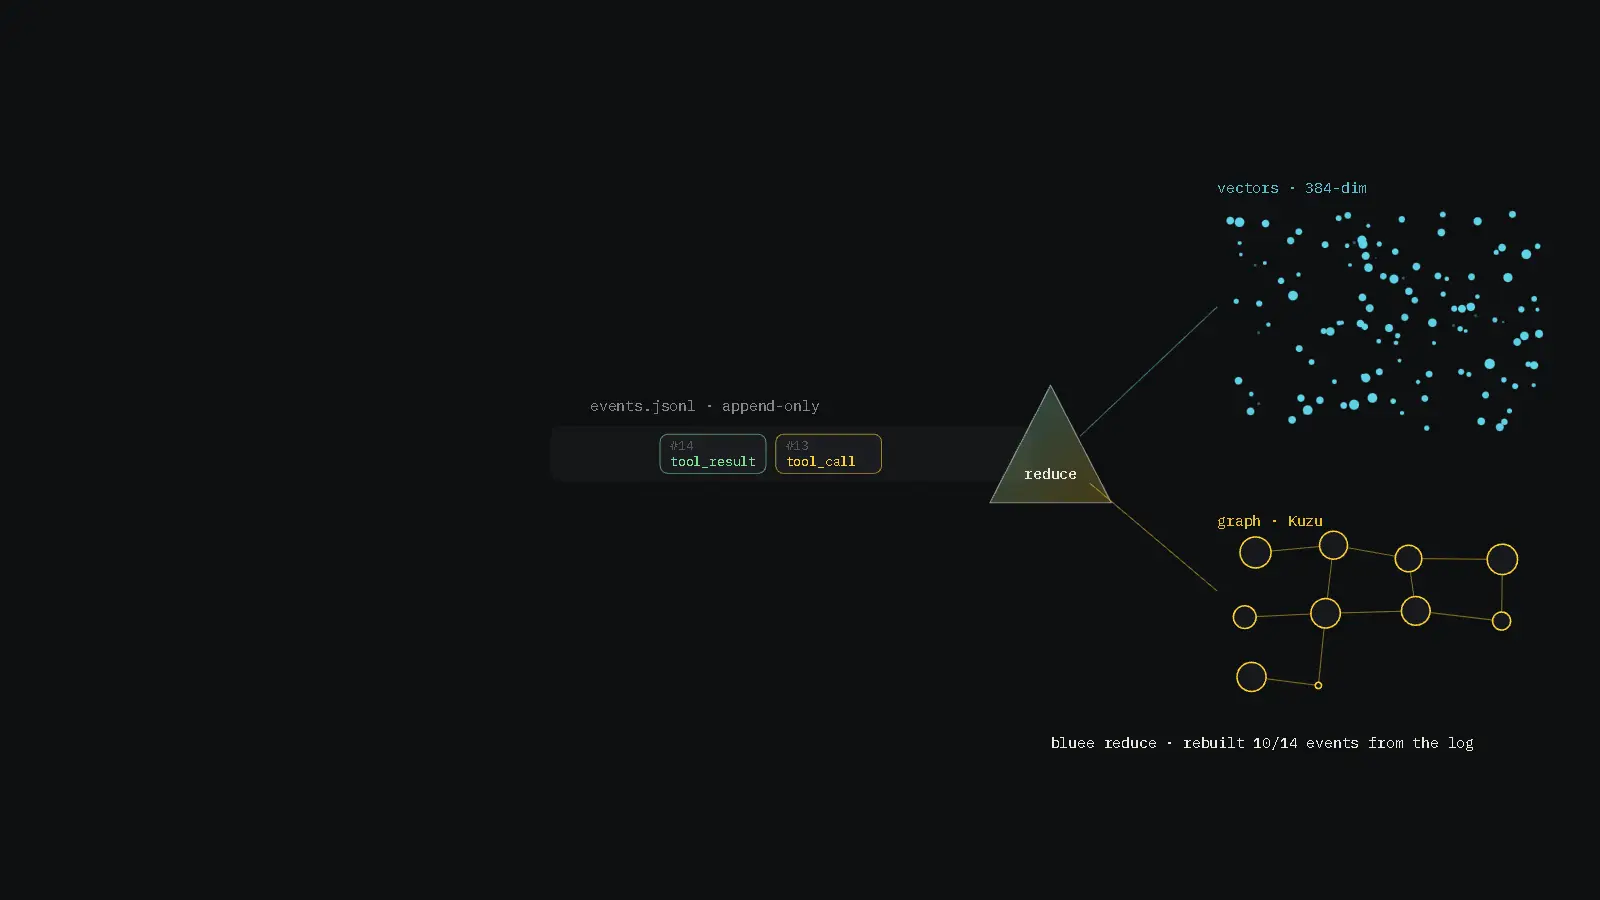 vectors · 384-dim
events.jsonl · append-only
#14
tool_result
#13
tool_call
reduce
graph · Kuzu
bluee reduce · rebuilt 10/14 events from the log